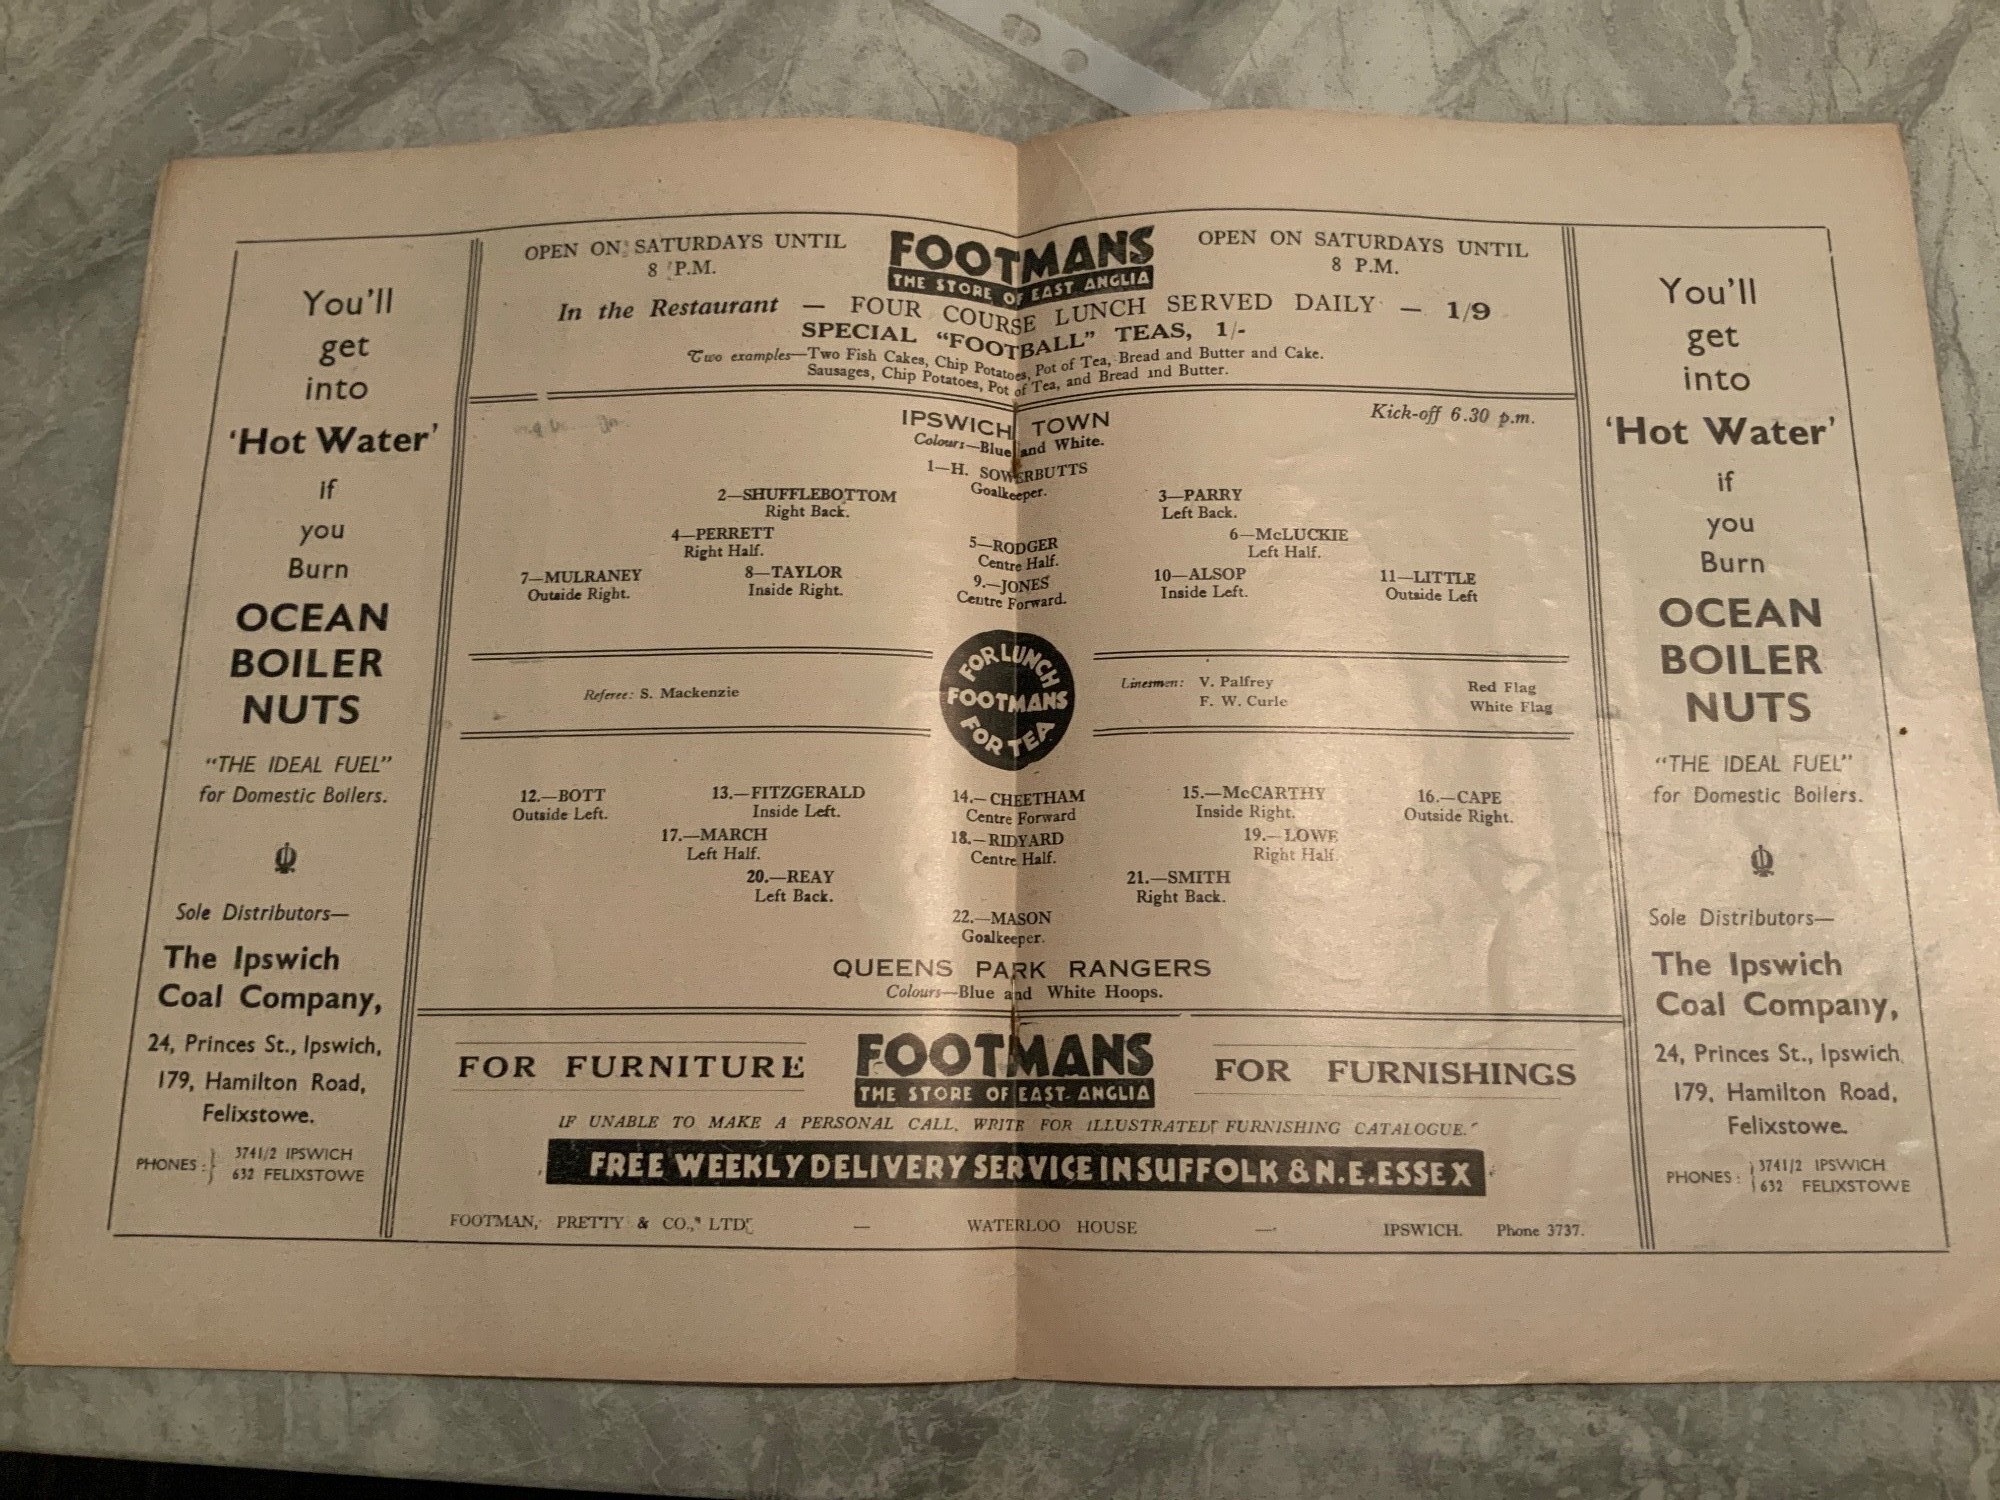 You'll
get
into
'Hot Water'
if
you
Burn
OCEAN
BOILER
NUTS
"THE IDEAL FUEL"
for Domestic Boilers.
Sole Distributors—
The Ipswich
Coal Company,
24, Princes St., Ipswich,
179, Hamilton Road,
Felixstowe.
PHONES : } 3741/2 IPSWICH
632 FELIXSTOWE
OPEN ON SATURDAYS UNTIL
8 P.M.
FOOTMANS
THE STORE OF EAST ANGLIA
OPEN ON SATURDAYS UNTIL
8 P.M.
In the Restaurant — FOUR COURSE LUNCH SERVED DAILY — 1/9
SPECIAL "FOOTBALL" TEAS, 1/-
Two examples—Two Fish Cakes, Chip Potatoes, Pot of Tea, Bread and Butter and Cake.
Sausages, Chip Potatoes, Pot of Tea, and Bread and Butter.
IPSWICH TOWN
Kick-off 6.30 p.m.
Colours—Blue and White.
1—H. SOWERBUTTS
Goalkeeper.
2—SHUFFLEBOTTOM 3—PARRY
Right Back. Left Back.
4—PERRETT 5—RODGER 6—McLUCKIE
Right Half. Centre Half. Left Half.
7—MULRANEY 8—TAYLOR 9.—JONES 10—ALSOP 11—LITTLE
Outside Right. Inside Right. Centre Forward. Inside Left. Outside Left
Referee: S. Mackenzie
FOR LUNCH
FOOTMANS
FOR TEA
Linesmen: V. Palfrey Red Flag
F. W. Curle White Flag
12.—BOTT 13.—FITZGERALD 14.—CHEETHAM 15.—McCARTHY 16.—CAPE
Outside Left. Inside Left. Centre Forward Inside Right. Outside Right.
17.—MARCH 18.—RIDYARD 19.—LOWE
Left Half. Centre Half. Right Half.
20.—REAY 21.—SMITH
Left Back. Right Back.
22.—MASON
Goalkeeper.
QUEENS PARK RANGERS
Colours—Blue and White Hoops.
FOR FURNITURE
FOOTMANS
THE STORE OF EAST ANGLIA
FOR FURNISHINGS
IF UNABLE TO MAKE A PERSONAL CALL, WRITE FOR ILLUSTRATED FURNISHING CATALOGUE.
FREE WEEKLY DELIVERY SERVICE IN SUFFOLK & N.E. ESSEX
FOOTMAN, PRETTY & CO., LTD. — WATERLOO HOUSE — IPSWICH. Phone 3737.
You'll
get
into
'Hot Water'
if
you
Burn
OCEAN
BOILER
NUTS
"THE IDEAL FUEL"
for Domestic Boilers.
Sole Distributors—
The Ipswich
Coal Company,
24, Princes St., Ipswich,
179, Hamilton Road,
Felixstowe.
PHONES : { 3741/2 IPSWICH
632 FELIXSTOWE